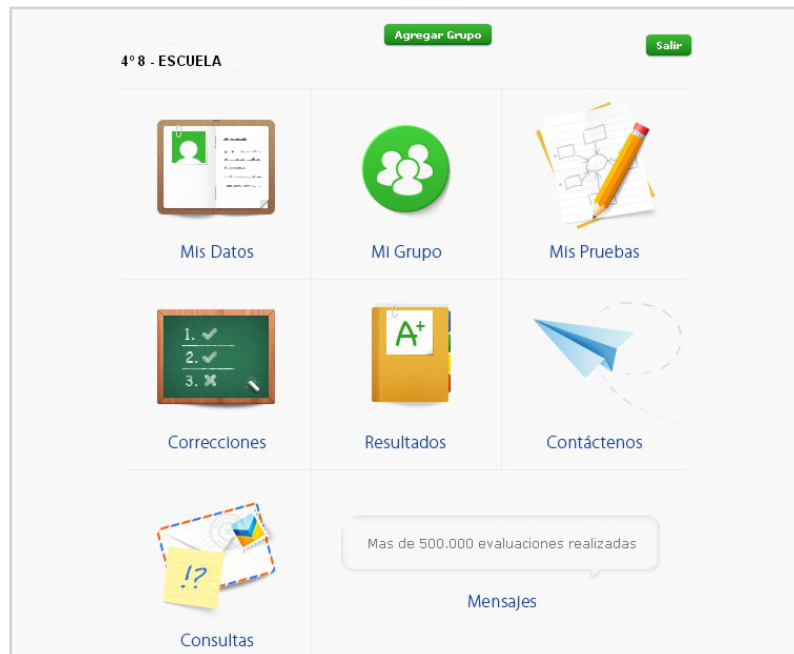 Agregar Grupo
Salir
4º 8 - ESCUELA
Mis Datos
Mi Grupo
Mis Pruebas
1.
2.
3.
A+
Correcciones
Resultados
Contáctenos
!?
Mas de 500.000 evaluaciones realizadas
Mensajes
Consultas